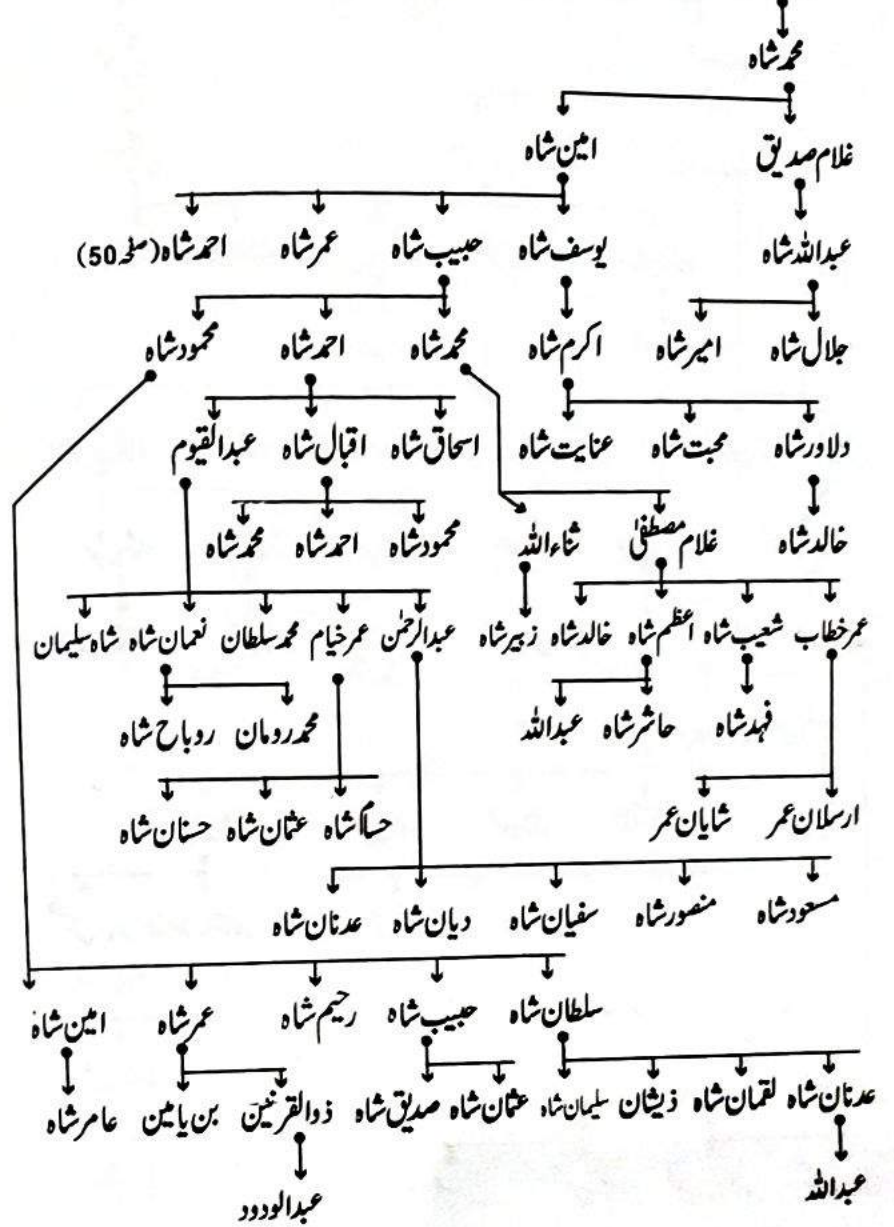 محمد شاہ
غلام صدیق امین شاہ
عبداللہ شاہ یوسف شاہ حبیب شاہ عمر شاہ احمد شاہ (صفحہ 50)
جلال شاہ امیر شاہ اکرم شاہ محمد شاہ احمد شاہ محمود شاہ
دلاور شاہ محبت شاہ عنایت شاہ اسحاق شاہ اقبال شاہ عبدالقیوم
خالد شاہ غلام مصطفیٰ ثناء اللہ محمود شاہ احمد شاہ محمد شاہ
عمر خطاب شعیب شاہ اعظم شاہ خالد شاہ زبیر شاہ عبدالرحمٰن عمر خیام محمد سلطان نعمان شاہ شاہ سلیمان
فہد شاہ حاشر شاہ عبداللہ محمد رومان روباح شاہ
ارسلان عمر شایان عمر حسام شاہ عثمان شاہ حسنان شاہ
مسعود شاہ منصور شاہ سفیان شاہ دیان شاہ عدنان شاہ
سلطان شاہ حبیب شاہ رحیم شاہ عمر شاہ امین شاہ
عدنان شاہ لقمان شاہ ذیشان سلیمان شاہ عثمان شاہ صدیق شاہ ذوالقرنین بن یامین عامر شاہ
عبداللہ عبدالودود